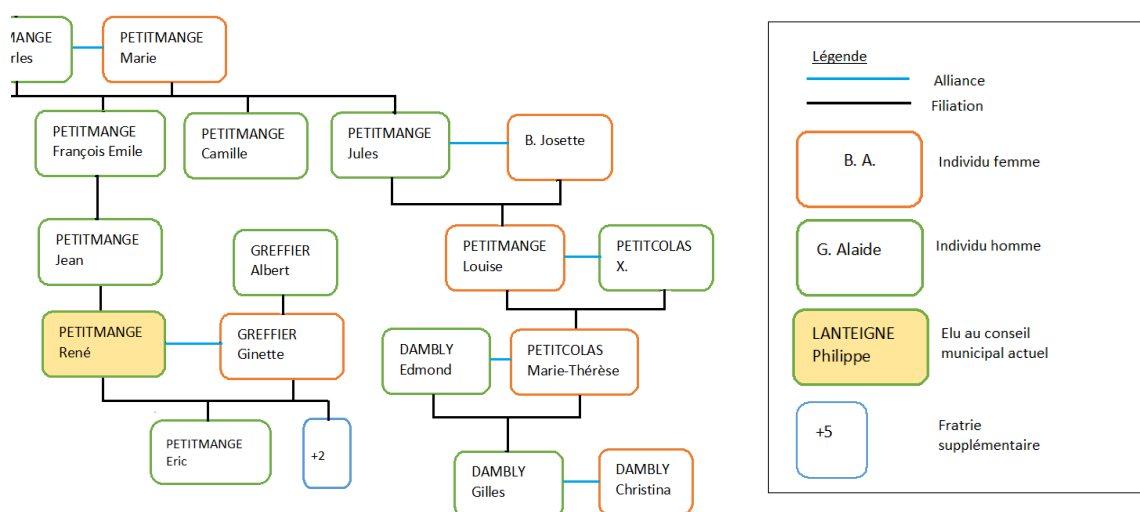 PETITMANGE
Marie
PETITMANGE
François Emile
PETITMANGE
Camille
PETITMANGE
Jules
B. Josette
PETITMANGE
Jean
GREFFIER
Albert
PETITMANGE
Louise
PETITCOLAS
X.
PETITMANGE
René
GREFFIER
Ginette
DAMBLY
Edmond
PETITCOLAS
Marie-Thérèse
PETITMANGE
Eric
+2
DAMBLY
Gilles
DAMBLY
Christina
Légende
Alliance
Filiation
B. A.
Individu femme
G. Alaide
Individu homme
LANTEIGNE
Philippe
Elu au conseil
municipal actuel
+5
Fratrie
supplémentaire